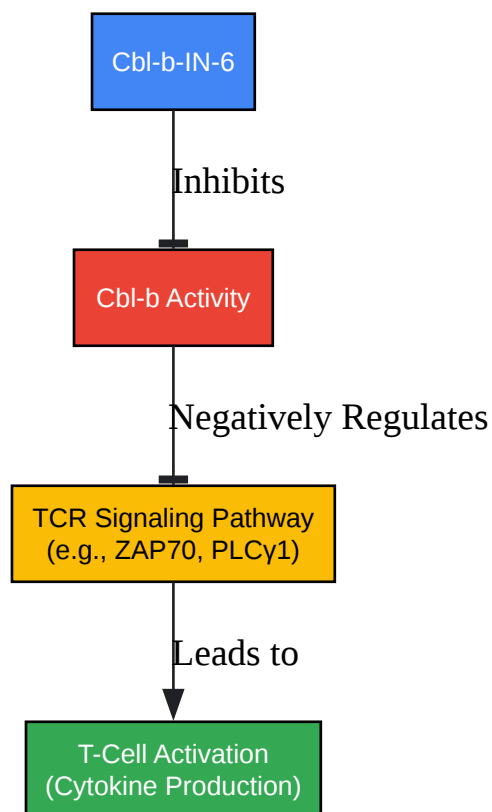 Cbl-b-IN-6
Inhibits
Cbl-b Activity
Negatively Regulates
TCR Signaling Pathway
(e.g., ZAP70, PLCγ1)
Leads to
T-Cell Activation
(Cytokine Production)